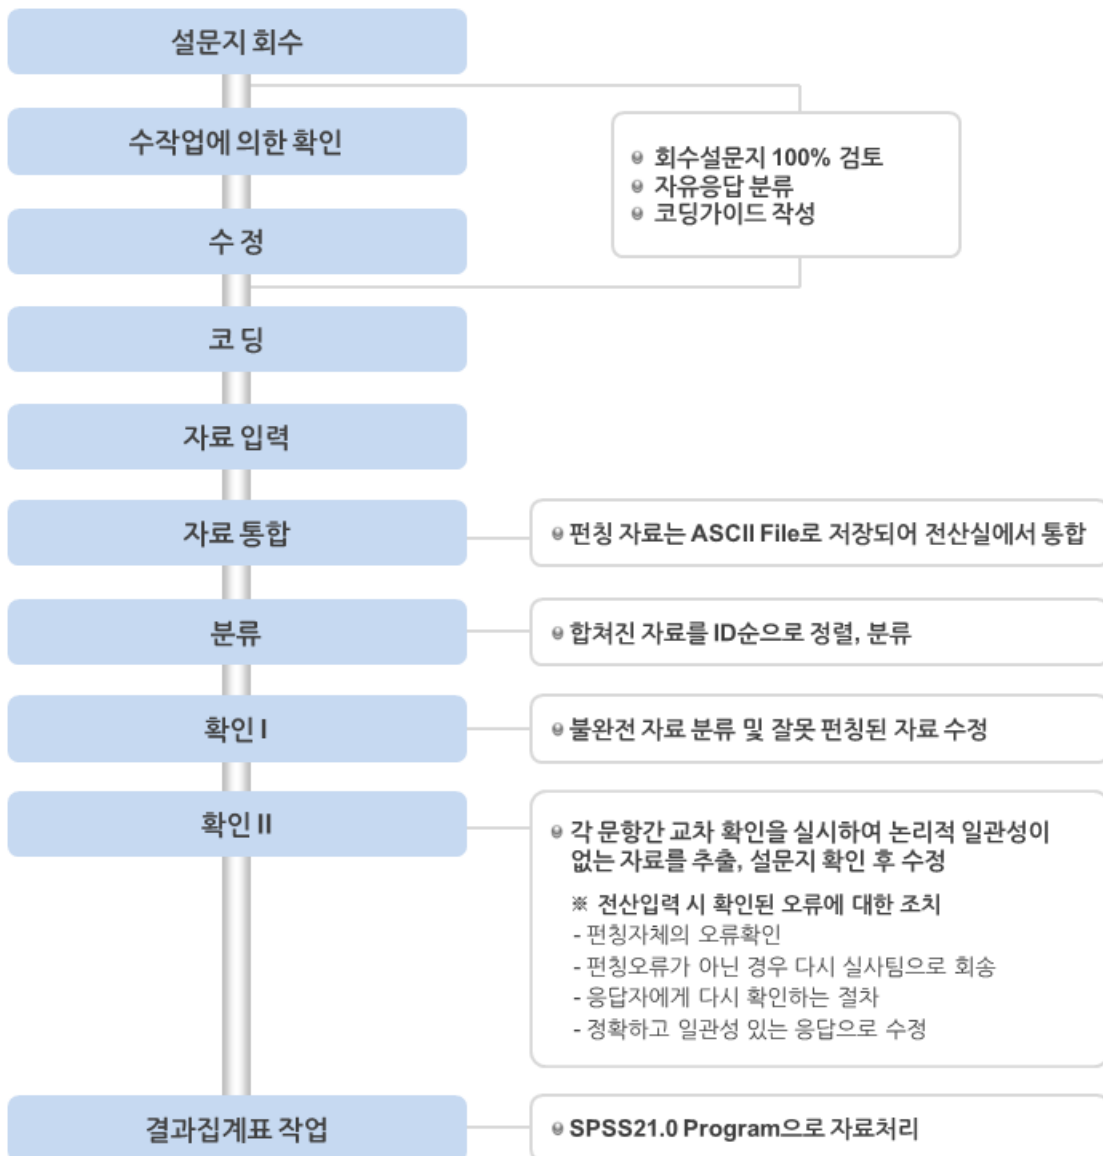 설문지 회수
수작업에 의한 확인
회수설문지 100% 검토
자유응답 분류
코딩가이드 작성
수 정
코 딩
자료 입력
자료 통합
펀칭 자료는 ASCII File로 저장되어 전산실에서 통합
분류
합쳐진 자료를 ID순으로 정렬, 분류
확인 I
불완전 자료 분류 및 잘못 펀칭된 자료 수정
확인 II
각 문항간 교차 확인을 실시하여 논리적 일관성이
없는 자료를 추출, 설문지 확인 후 수정
※ 전산입력 시 확인된 오류에 대한 조치
- 펀칭자체의 오류확인
- 펀칭오류가 아닌 경우 다시 실사팀으로 회송
- 응답자에게 다시 확인하는 절차
- 정확하고 일관성 있는 응답으로 수정
결과집계표 작업
SPSS21.0 Program으로 자료처리